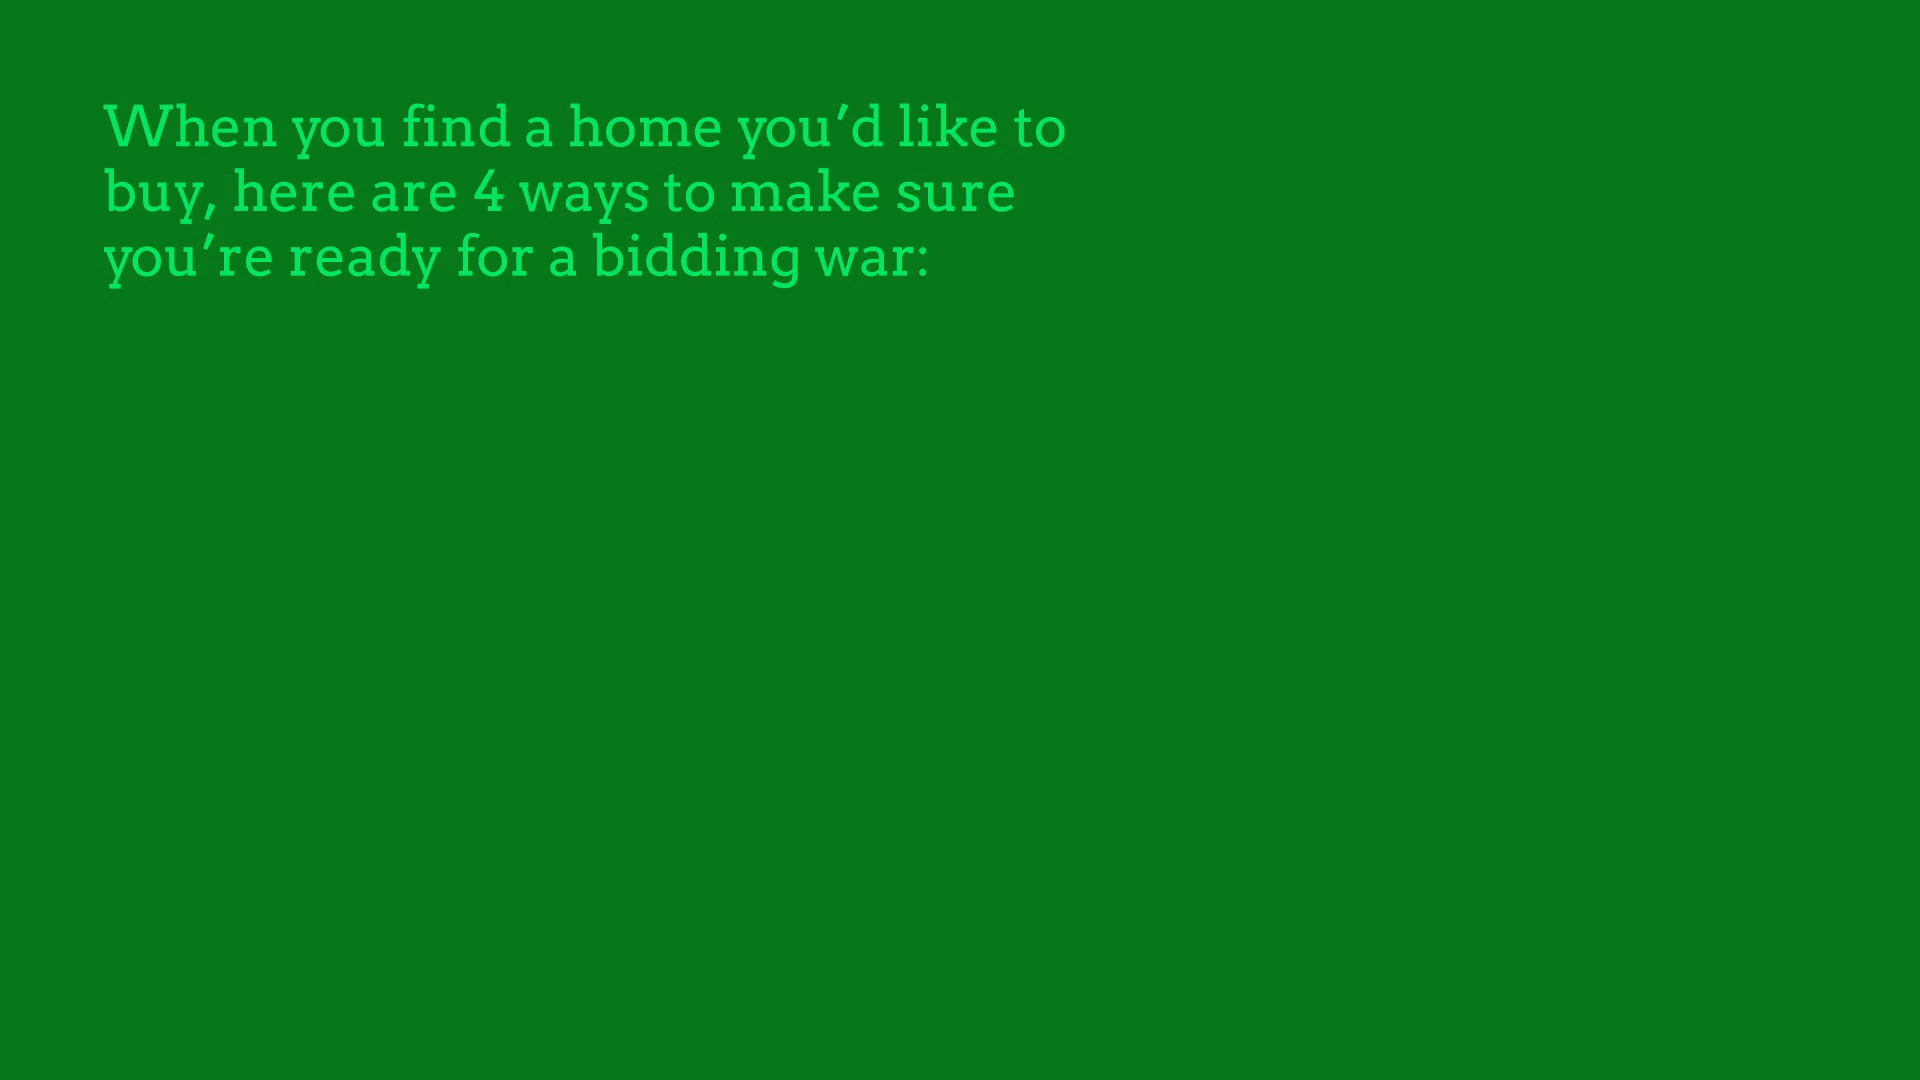 When you find a home you’d like to
buy, here are 4 ways to make sure
you’re ready for a bidding war: